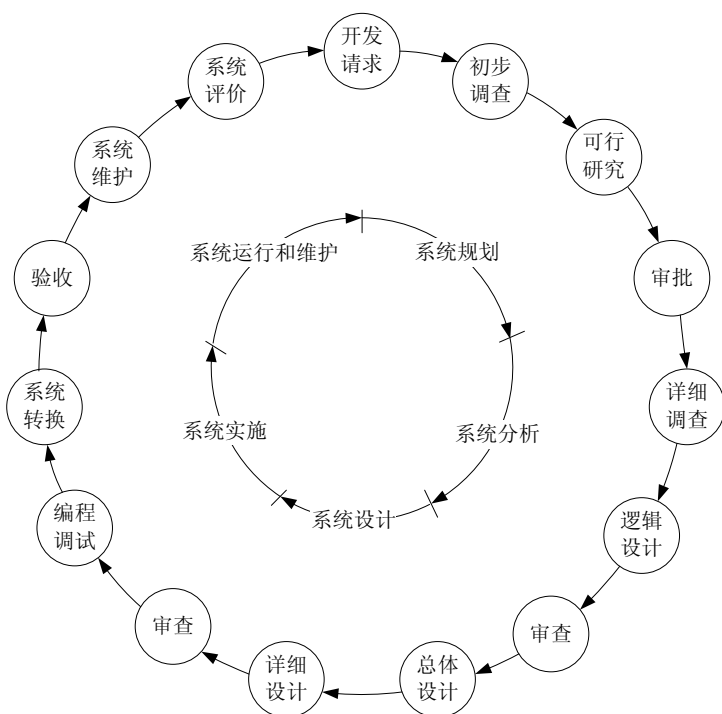 开发
请求
初步
调查
可行
研究
审批
详细
调查
逻辑
设计
审查
总体
设计
详细
设计
审查
编程
调试
系统
转换
验收
系统
维护
系统
评价
系统规划
系统分析
系统设计
系统实施
系统运行和维护